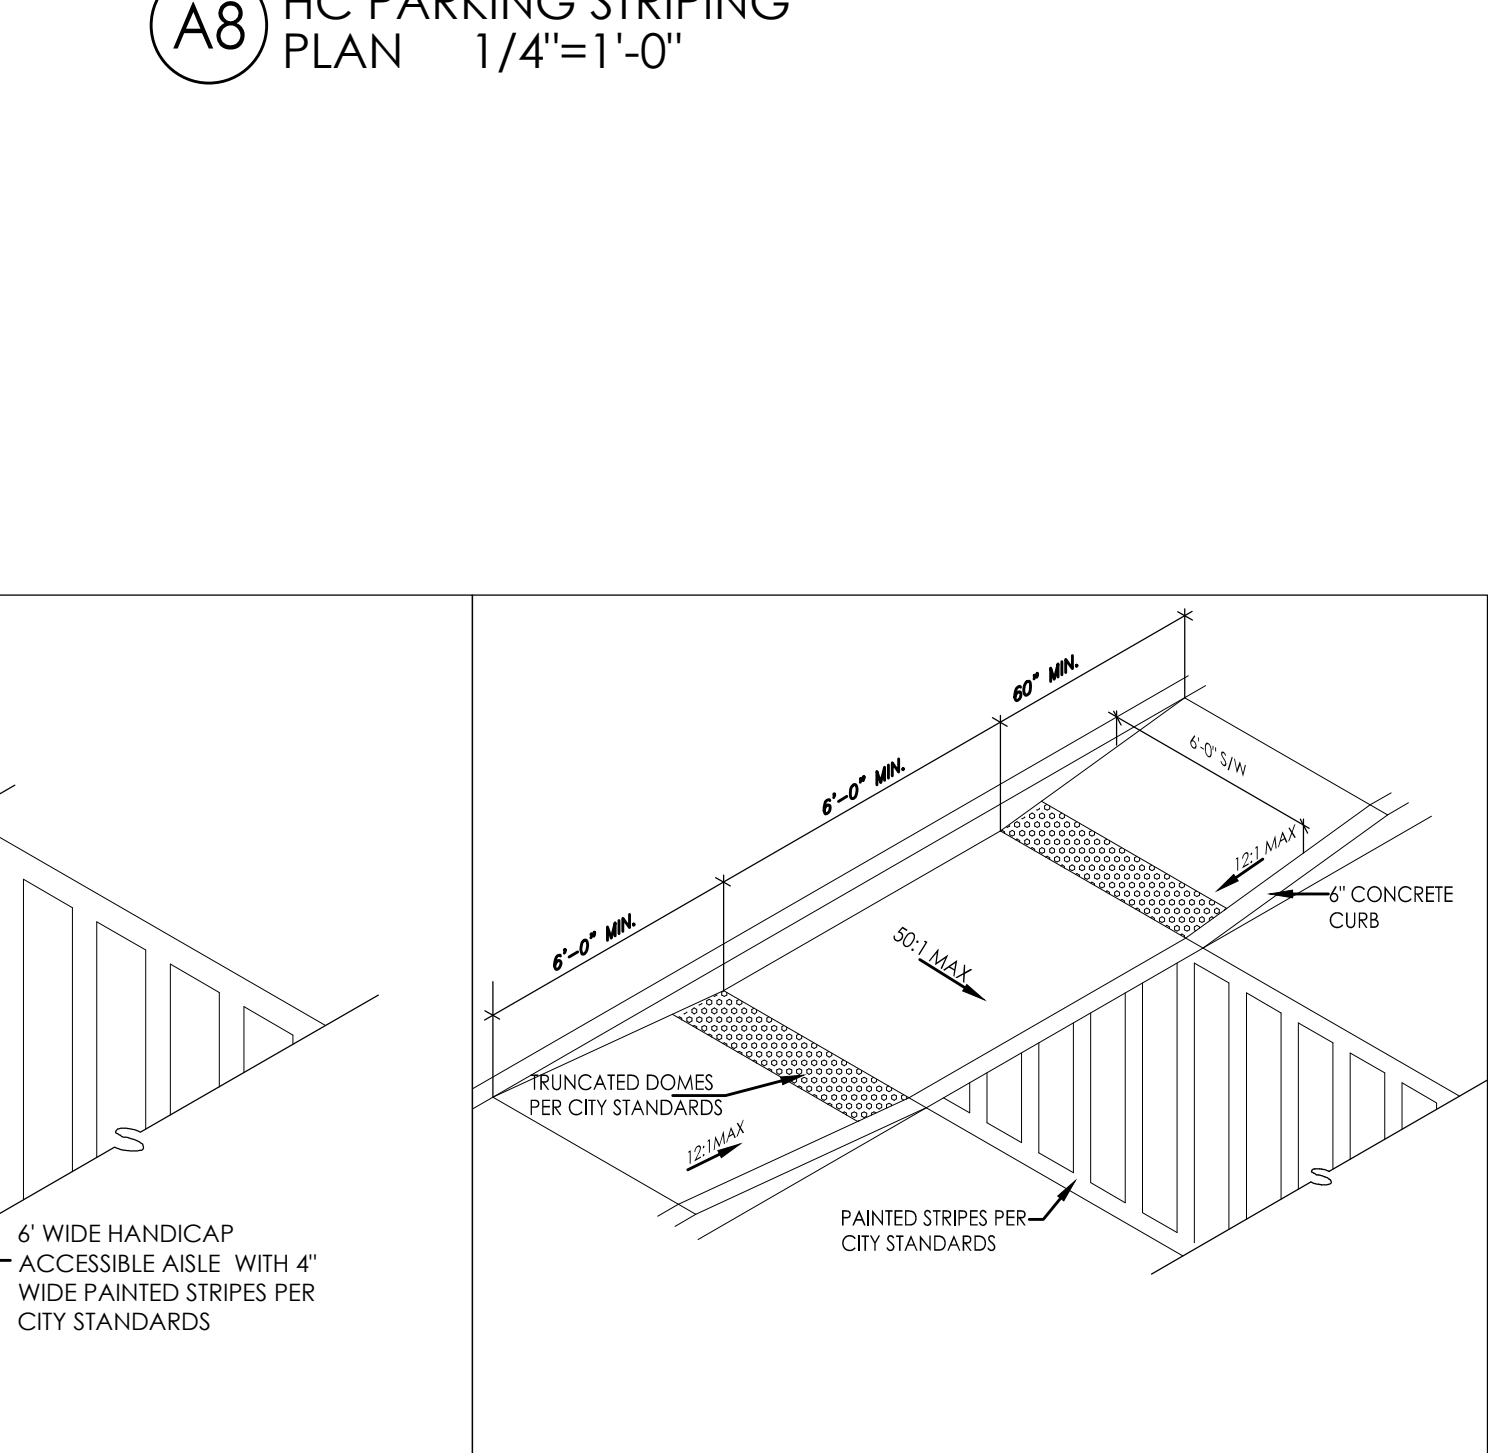 A8
HC PARKING STRIPING
PLAN 1/4"=1'-0"
60" MIN.
6'-0" S/W
6'-0" MIN.
12:1 MAX
6" CONCRETE
CURB
6'-0" MIN.
50:1 MAX
TRUNCATED DOMES
PER CITY STANDARDS
12:1MAX
PAINTED STRIPES PER
CITY STANDARDS
6' WIDE HANDICAP
ACCESSIBLE AISLE WITH 4"
WIDE PAINTED STRIPES PER
CITY STANDARDS